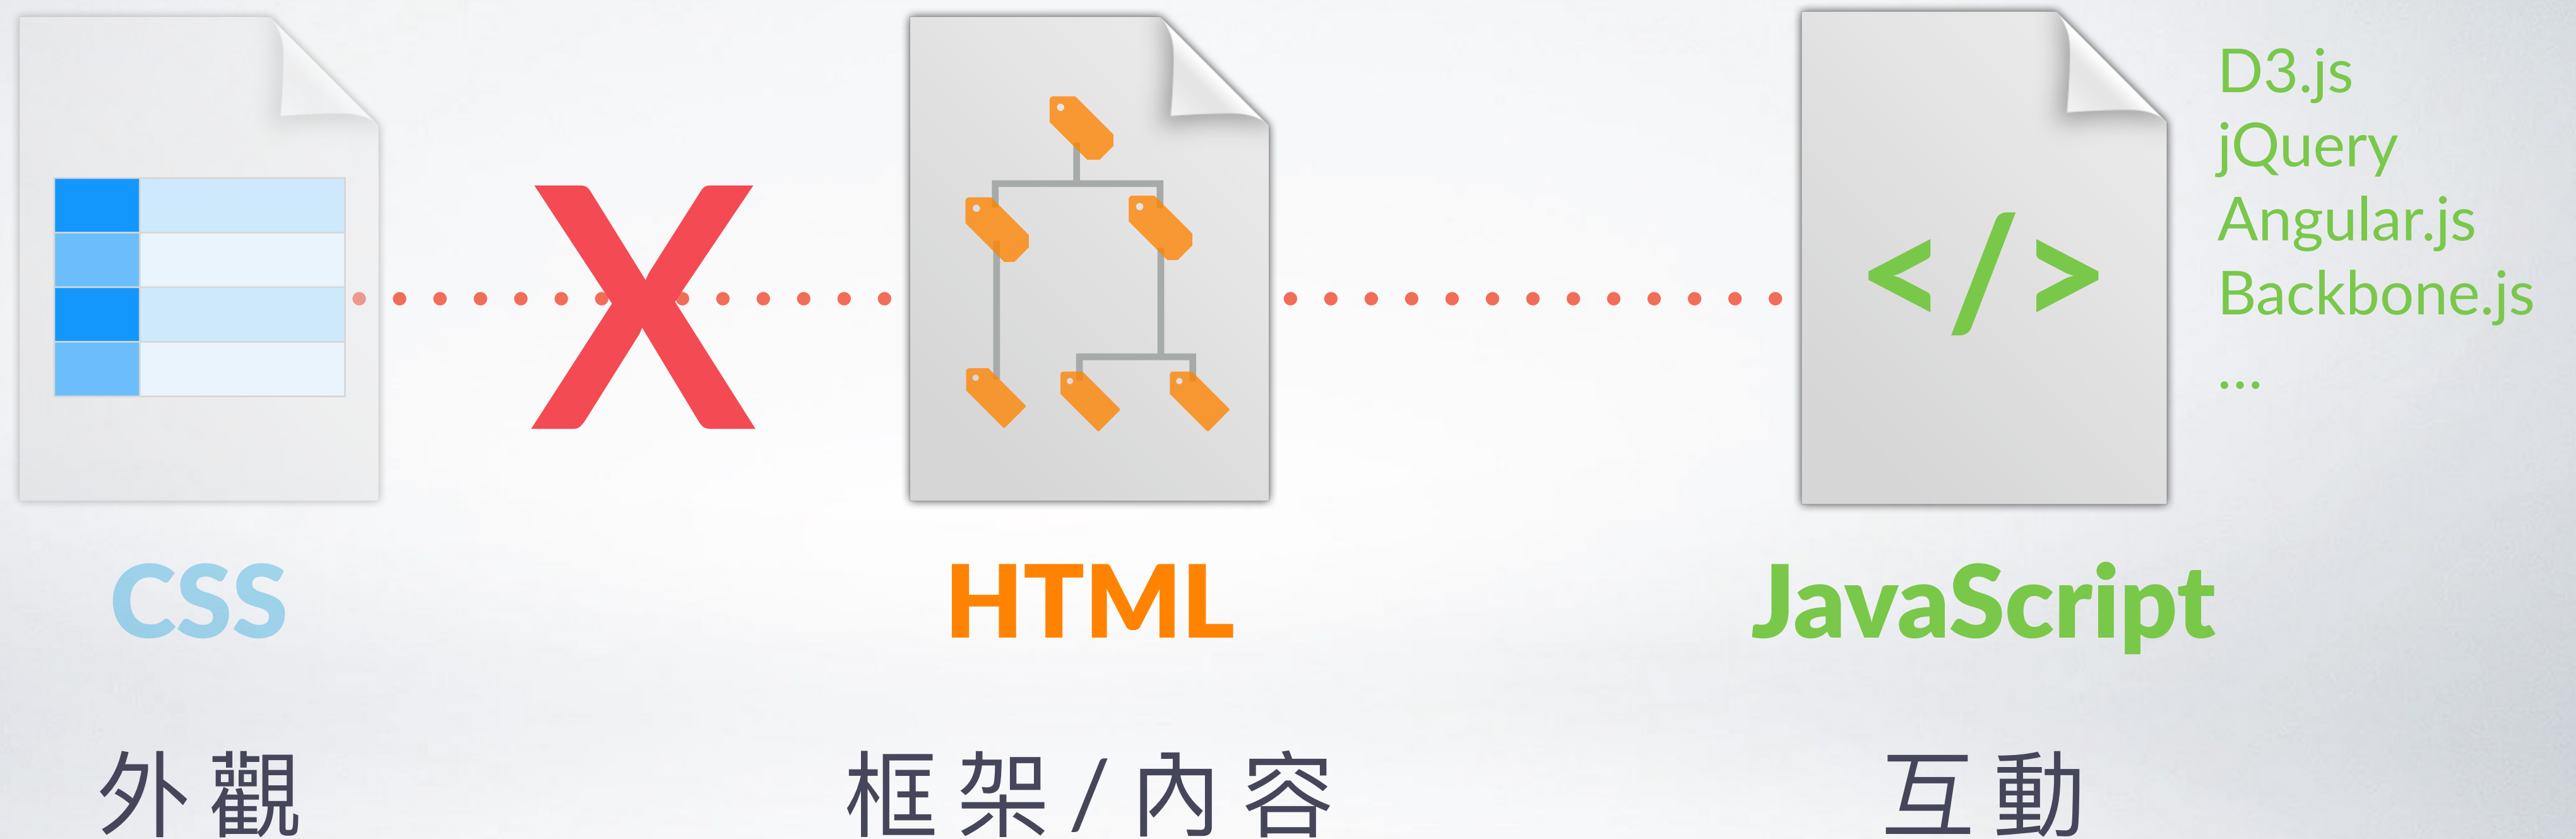 D3.js
jQuery
Angular.js
Backbone.js
...
X
</>
CSS
HTML
JavaScript
外觀
框架/內容
互動